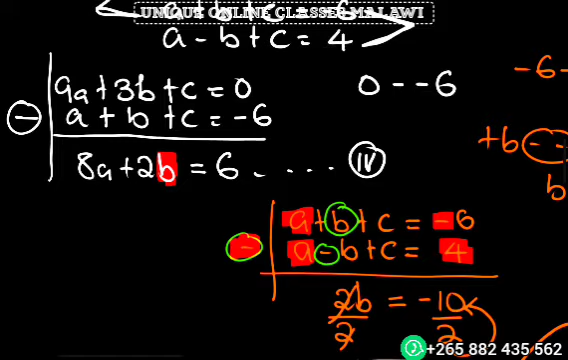 a + b + c = -6
UNIQUE ONLINE CLASSES MALAWI
a - b + c = 4
9a + 3b + c = 0
a + b + c = -6
8a + 2b = 6 .... (IV)
0 - - 6
-6-
+b - -
b
a + b + c = -6
a - b + c = 4
2b/2 = -10/2
+265 882 435 562